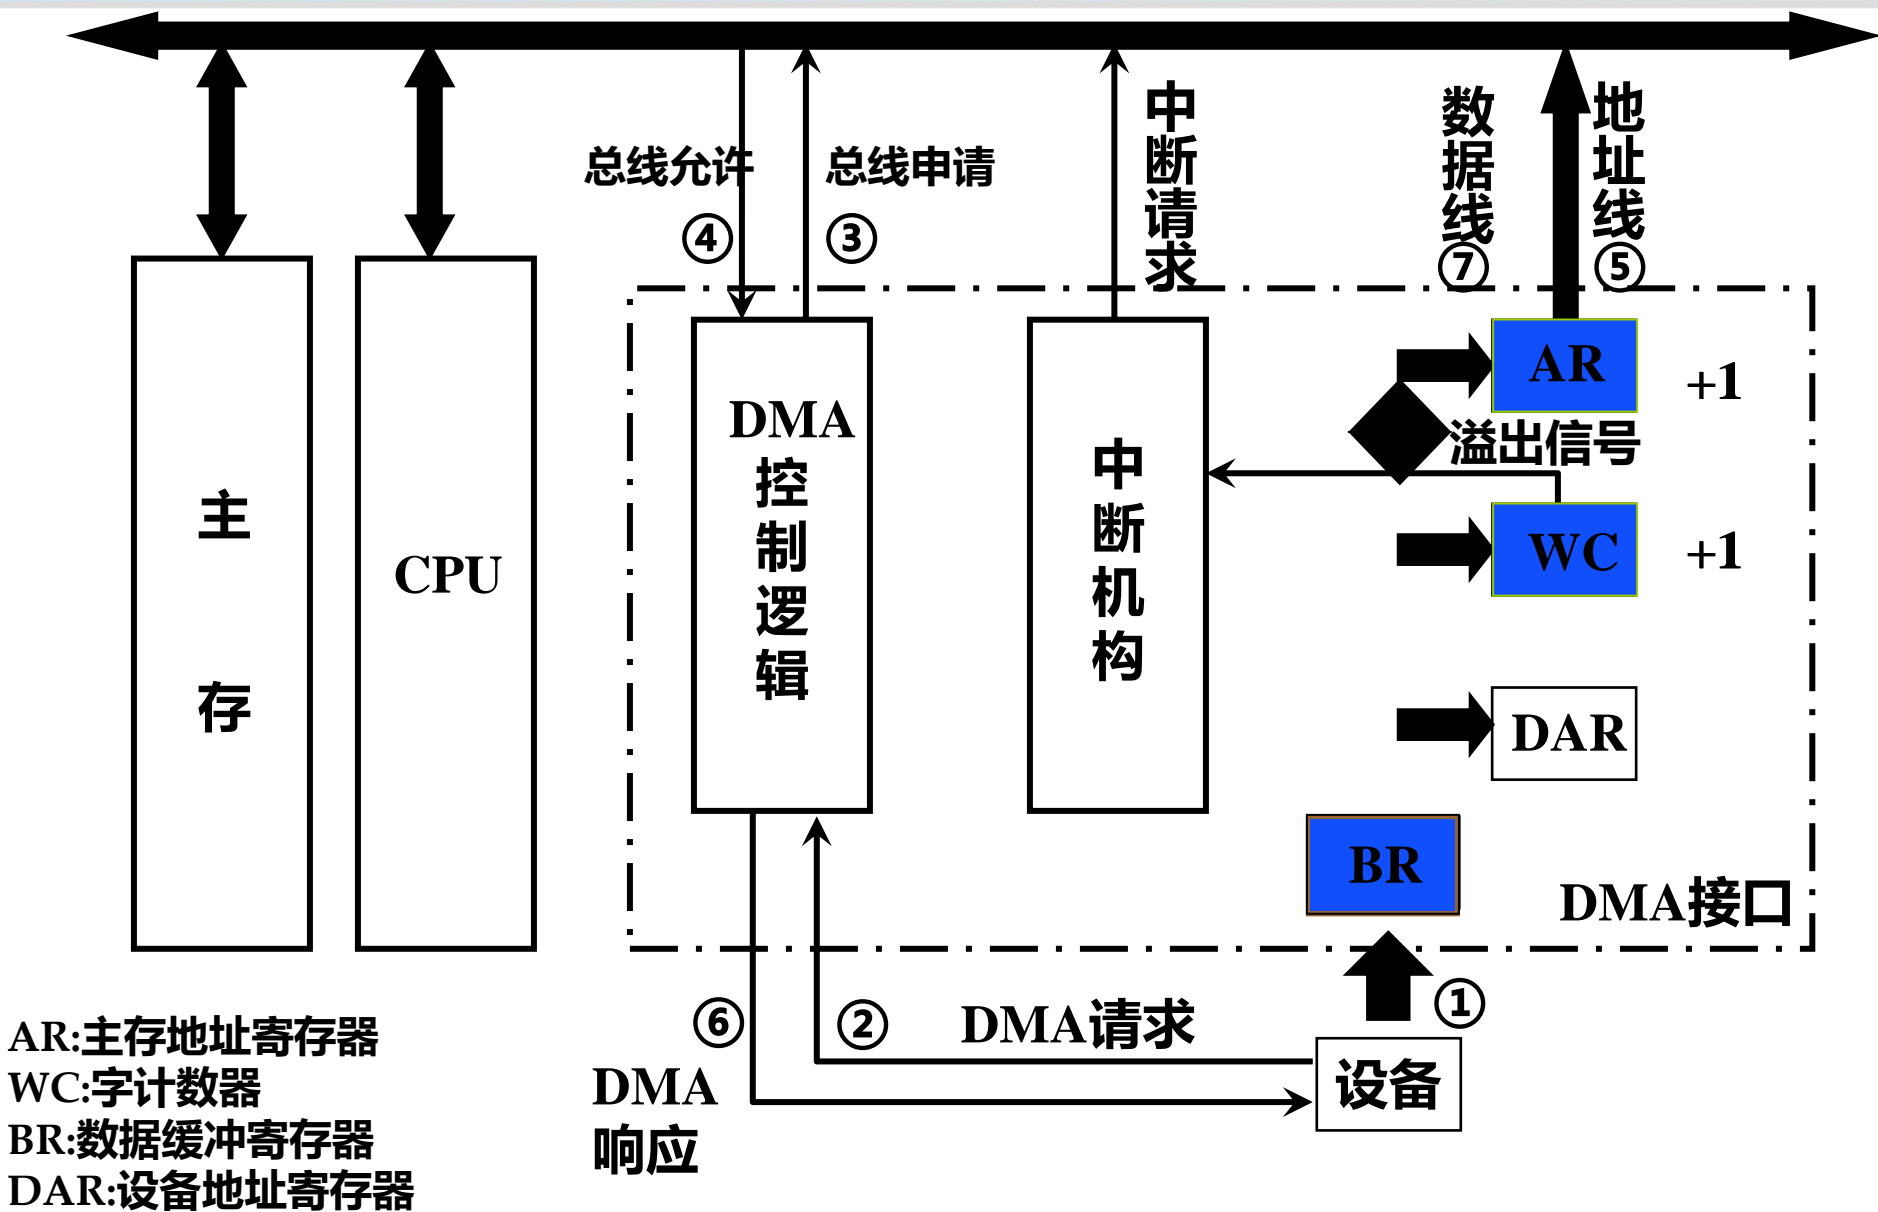 总线允许
④
总线申请
③
中断请求
数据线
⑦
地址线
⑤
主存
CPU
DMA
控制逻辑
中断机构
AR
+1
溢出信号
WC
+1
DAR
BR
DMA接口
①
⑥
②
DMA请求
设备
DMA
响应
AR:主存地址寄存器
WC:字计数器
BR:数据缓冲寄存器
DAR:设备地址寄存器